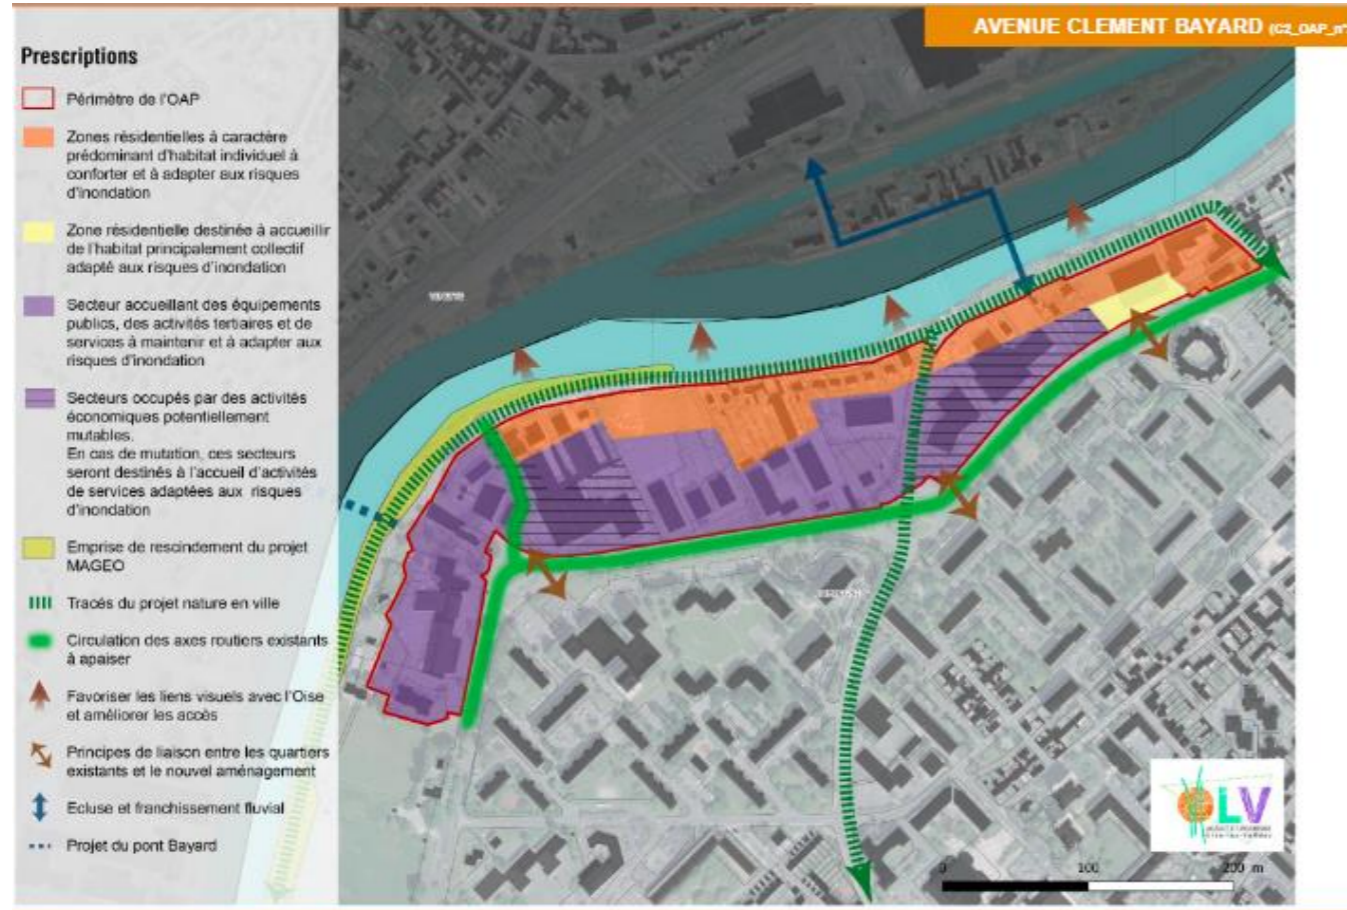 AVENUE CLEMENT BAYARD (C2_OAP_n°
Prescriptions
Périmètre de l'OAP
Zones résidentielles à caractère
prédominant d'habitat individuel à
conforter et à adapter aux risques
d'inondation
Zone résidentielle destinée à accueillir
de l'habitat principalement collectif
adapté aux risques d'inondation
Secteur accueillant des équipements
publics, des activités tertiaires et de
services à maintenir et à adapter aux
risques d'inondation
Secteurs occupés par des activités
économiques potentiellement
mutables.
En cas de mutation, ces secteurs
seront destinés à l'accueil d'activités
de services adaptées aux risques
d'inondation
Emprise de rescindement du projet
MAGEO
Tracés du projet nature en ville
Circulation des axes routiers existants
à apaiser
Favoriser les liens visuels avec l'Oise
et améliorer les accès
Principes de liaison entre les quartiers
existants et le nouvel aménagement
Ecluse et franchissement fluvial
Projet du pont Bayard
OLV
0 100 200 m